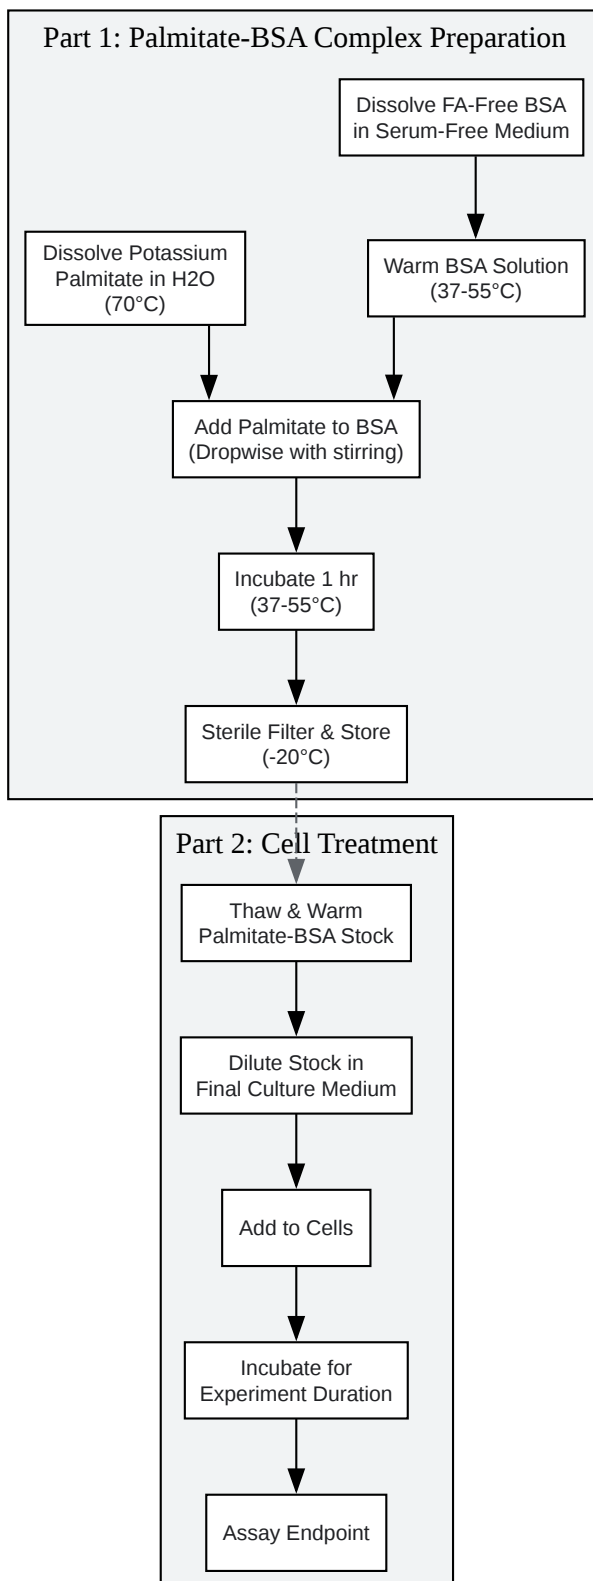 Part 1: Palmitate-BSA Complex Preparation
Dissolve FA-Free BSA
in Serum-Free Medium
Dissolve Potassium
Palmitate in H2O
(70°C)
Warm BSA Solution
(37-55°C)
Add Palmitate to BSA
(Dropwise with stirring)
Incubate 1 hr
(37-55°C)
Sterile Filter & Store
(-20°C)
Part 2: Cell Treatment
Thaw & Warm
Palmitate-BSA Stock
Dilute Stock in
Final Culture Medium
Add to Cells
Incubate for
Experiment Duration
Assay Endpoint